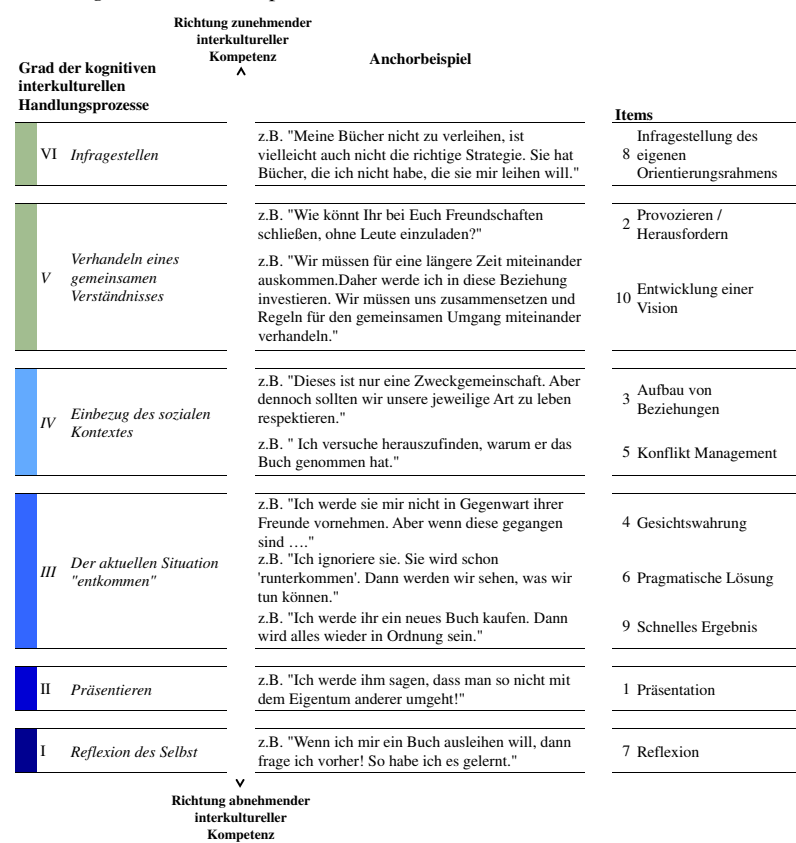 Richtung zunehmender
interkultureller
Kompetenz
Anchorbeispiel
Grad der kognitiven
interkulturellen
Handlungsprozesse
Items
VI Infragestellen
z.B. "Meine Bücher nicht zu verleihen, ist
vielleicht auch nicht die richtige Strategie. Sie hat
Bücher, die ich nicht habe, die sie mir leihen will."
8 Infragestellung des
eigenen
Orientierungsrahmens
V Verhandeln eines
gemeinsamen
Verständnisses
z.B. "Wie könnt Ihr bei Euch Freundschaften
schließen, ohne Leute einzuladen?"
2 Provozieren /
Herausfordern
z.B. "Wir müssen für eine längere Zeit miteinander
auskommen.Daher werde ich in diese Beziehung
investieren. Wir müssen uns zusammensetzen und
Regeln für den gemeinsamen Umgang miteinander
verhandeln."
10 Entwicklung einer
Vision
IV Einbezug des sozialen
Kontextes
z.B. "Dieses ist nur eine Zweckgemeinschaft. Aber
dennoch sollten wir unsere jeweilige Art zu leben
respektieren."
3 Aufbau von
Beziehungen
z.B. " Ich versuche herauszufinden, warum er das
Buch genommen hat."
5 Konflikt Management
III Der aktuellen Situation
"entkommen"
z.B. "Ich werde sie mir nicht in Gegenwart ihrer
Freunde vornehmen. Aber wenn diese gegangen
sind …."
4 Gesichtswahrung
z.B. "Ich ignoriere sie. Sie wird schon
'runterkommen'. Dann werden wir sehen, was wir
tun können."
6 Pragmatische Lösung
z.B. "Ich werde ihr ein neues Buch kaufen. Dann
wird alles wieder in Ordnung sein."
9 Schnelles Ergebnis
II Präsentieren
z.B. "Ich werde ihm sagen, dass man so nicht mit
dem Eigentum anderer umgeht!"
1 Präsentation
I Reflexion des Selbst
z.B. "Wenn ich mir ein Buch ausleihen will, dann
frage ich vorher! So habe ich es gelernt."
7 Reflexion
Richtung abnehmender
interkultureller
Kompetenz